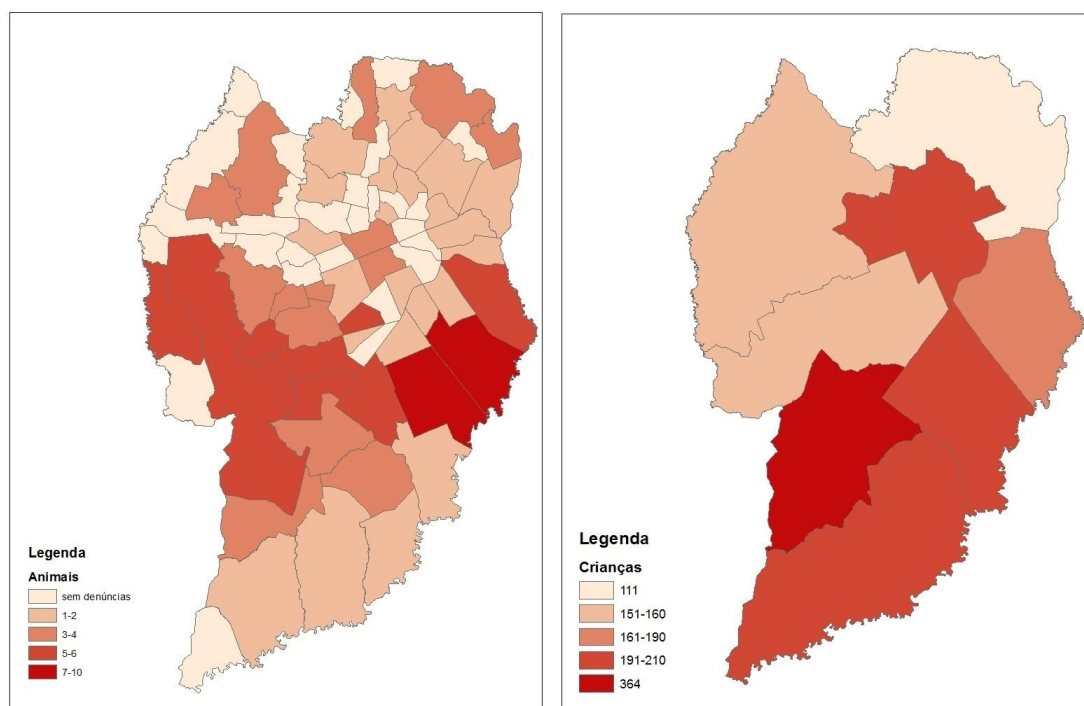 Legenda
Animais
sem denúncias
1-2
3-4
5-6
7-10
Legenda
Crianças
111
151-160
161-190
191-210
364